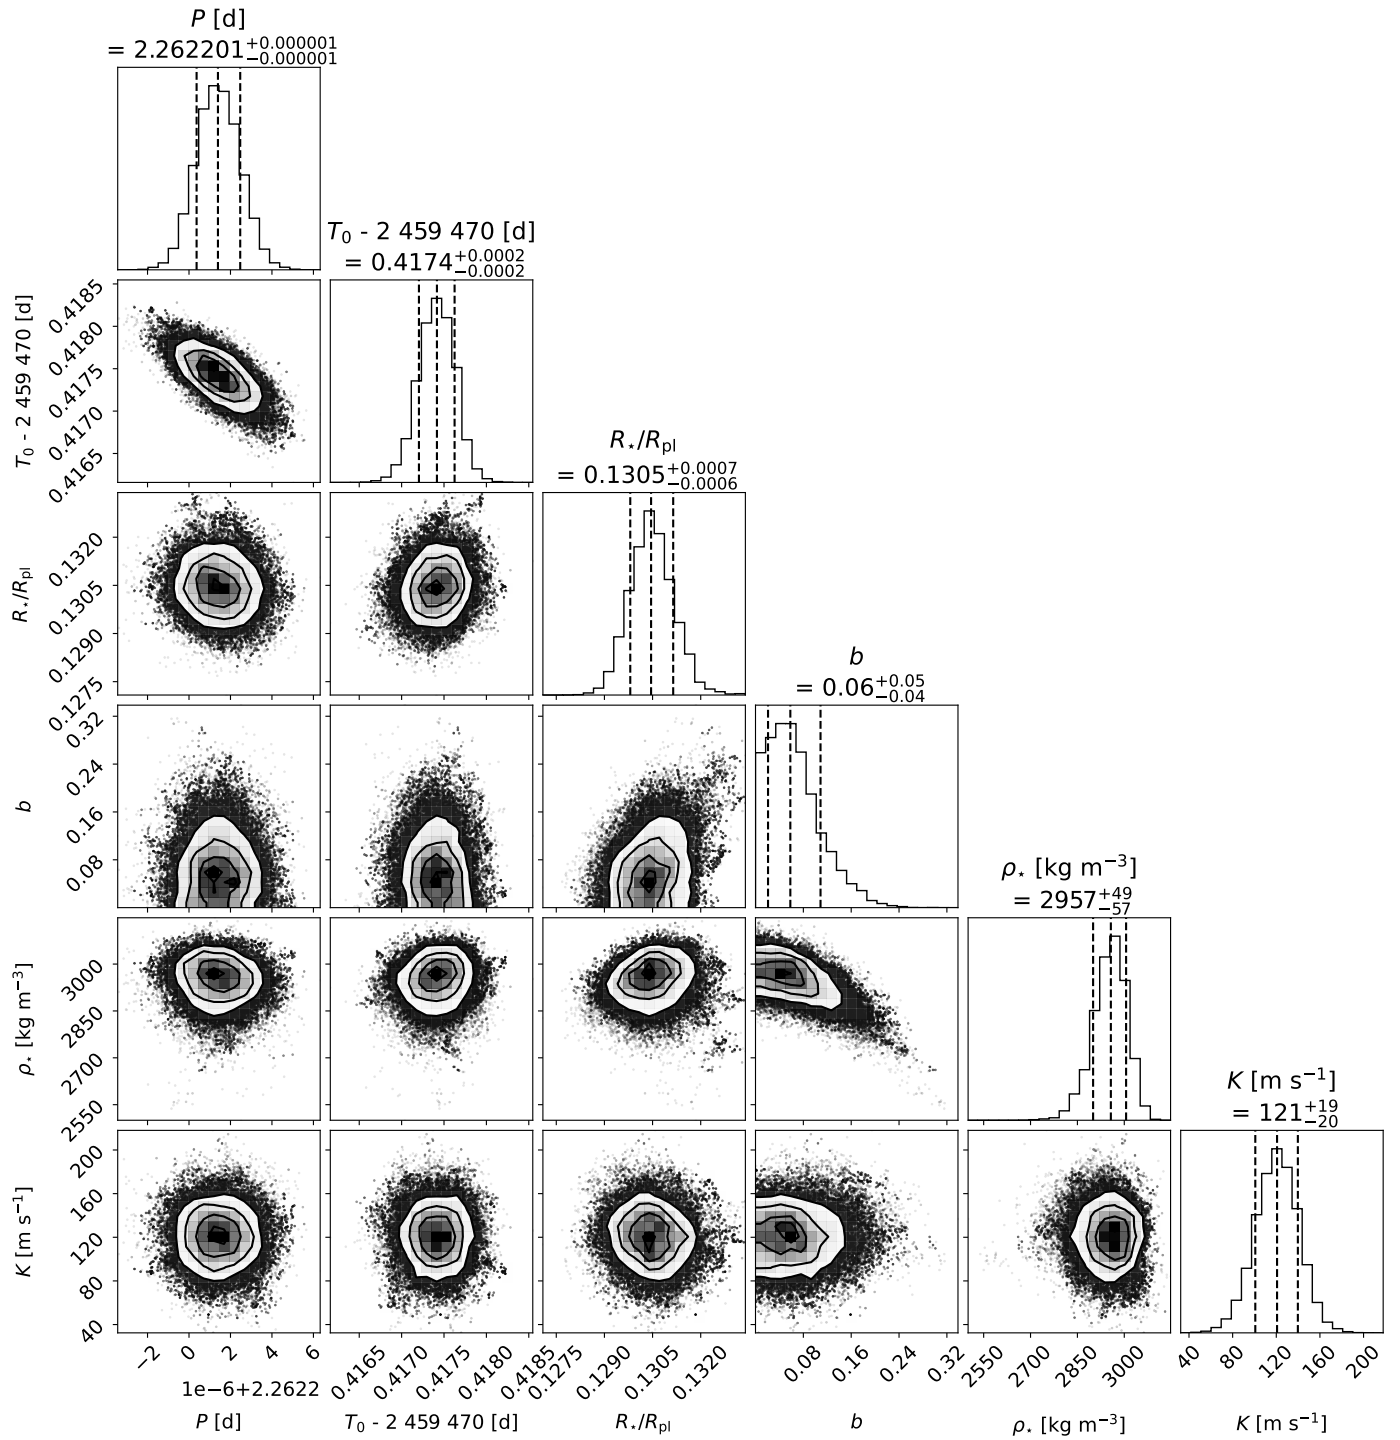 P [d]
= 2.262201+0.000001 −0.000001
T₀ - 2 459 470 [d]
= 0.4174+0.0002 −0.0002
R⋆/Rpl
= 0.1305+0.0007 −0.0006
b
= 0.06+0.05 −0.04
ρ⋆ [kg m−3]
= 2957+49 −57
K [m s−1]
= 121+19 −20
T₀ - 2 459 470 [d]
0.4185
0.4180
0.4175
0.4170
0.4165
R⋆/Rpl
0.1320
0.1305
0.1290
0.1275
b
0.32
0.24
0.16
0.08
ρ⋆ [kg m−3]
3000
2850
2700
2550
K [m s−1]
200
160
120
80
40
−2 0 2 4 6
1e-6+2.2622
P [d]
0.4165 0.4170 0.4175 0.4180 0.4185
T₀ - 2 459 470 [d]
0.1275 0.1290 0.1305 0.1320
R⋆/Rpl
0.08 0.16 0.24 0.32
b
2550 2700 2850 3000
ρ⋆ [kg m−3]
40 80 120 160 200
K [m s−1]